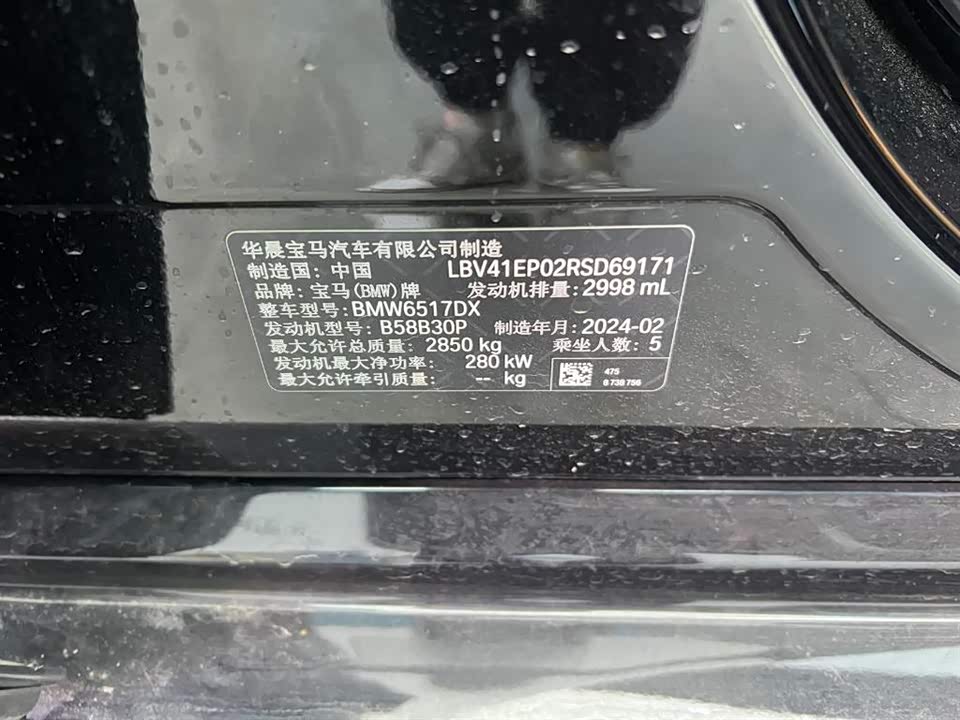 华晨宝马汽车有限公司制造
制造国: 中国 LBV41EP02RSD69171
品牌: 宝马(BMW)牌 发动机排量: 2998 mL
整车型号: BMW6517DX
发动机型号: B58B30P 制造年月: 2024-02
最大允许总质量: 2850 kg 乘坐人数: 5
发动机最大净功率: 280 kW
最大允许牵引质量: -- kg
475
8 738 756